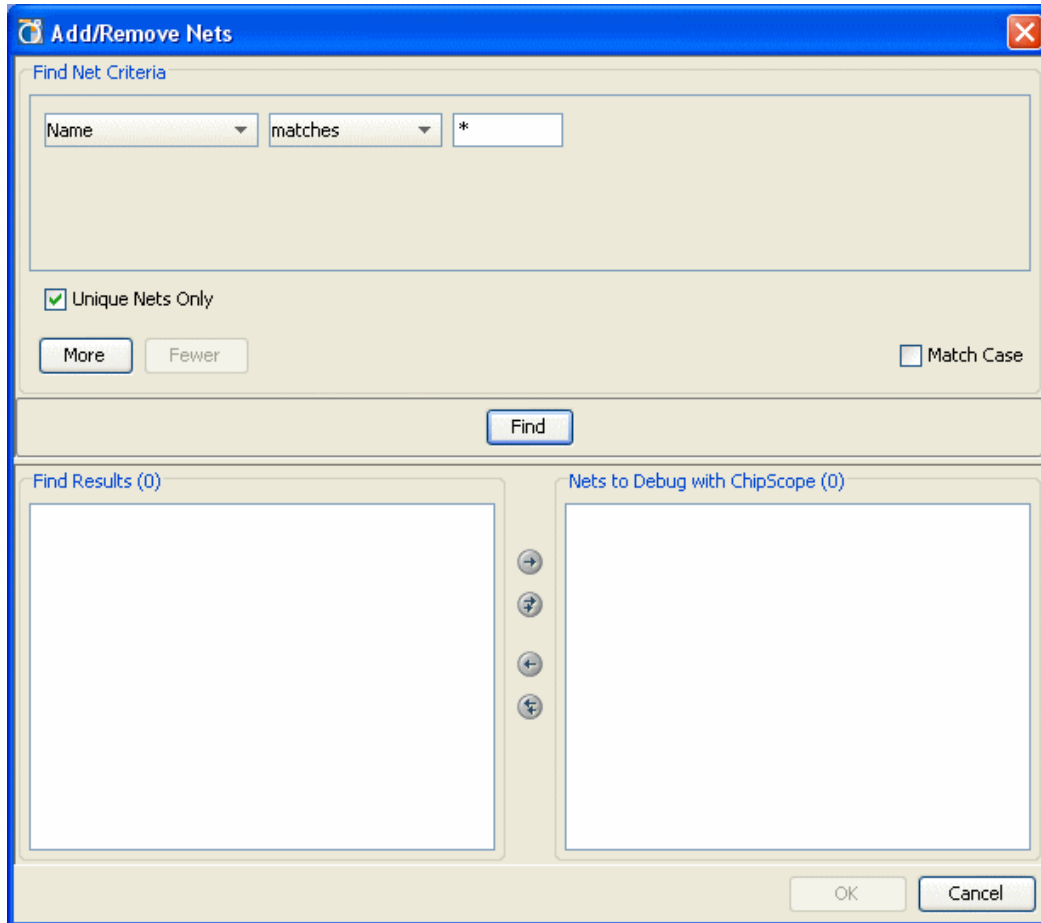 Add/Remove Nets
Find Net Criteria
Name matches *
Unique Nets Only
More Fewer Match Case
Find
Find Results (0) Nets to Debug with ChipScope (0)
OK Cancel